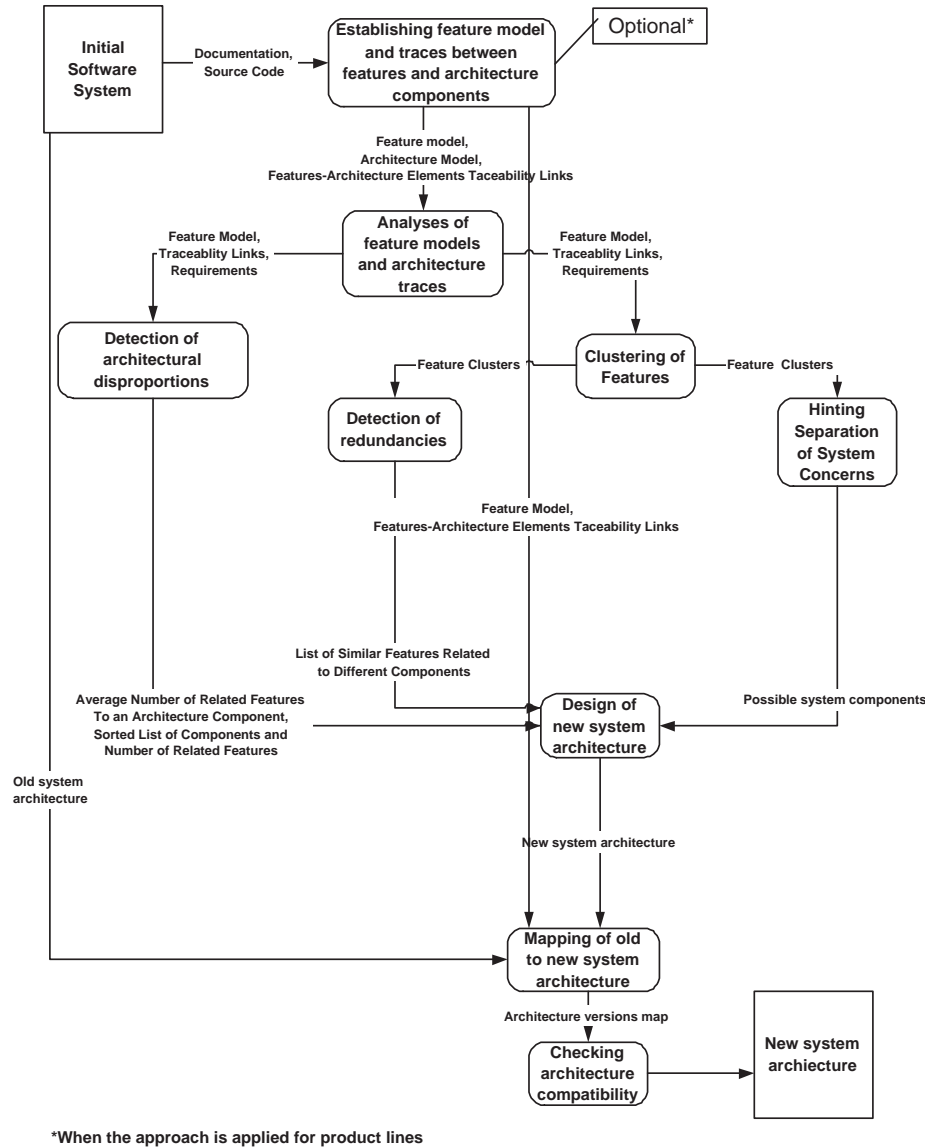 Initial
Software
System
Documentation,
Source Code
Establishing feature model
and traces between
features and architecture
components
Optional*
Feature model,
Architecture Model,
Features-Architecture Elements Taceability Links
Analyses of
feature models
and architecture
traces
Feature Model,
Traceablity Links,
Requirements
Feature Model,
Traceability Links,
Requirements
Detection of
architectural
disproportions
Clustering of
Features
Feature Clusters
Feature Clusters
Detection of
redundancies
Hinting
Separation
of System
Concerns
Feature Model,
Features-Architecture Elements Taceability Links
List of Similar Features Related
to Different Components
Average Number of Related Features
To an Architecture Component,
Sorted List of Components and
Number of Related Features
Design of
new system
architecture
Possible system components
Old system
architecture
New system architecture
Mapping of old
to new system
architecture
Architecture versions map
Checking
architecture
compatibility
New system
archiecture
*When the approach is applied for product lines